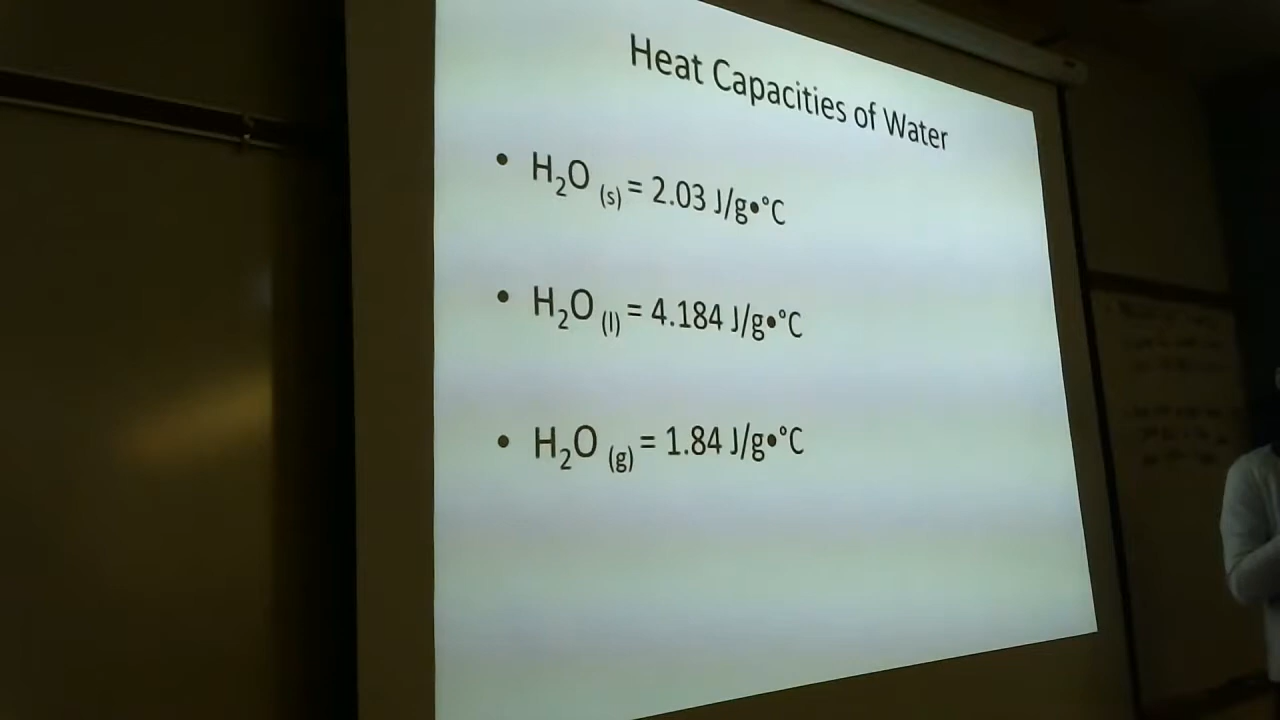 Heat Capacities of Water
• H₂O (s) = 2.03 J/g•°C
• H₂O (l) = 4.184 J/g•°C
• H₂O (g) = 1.84 J/g•°C